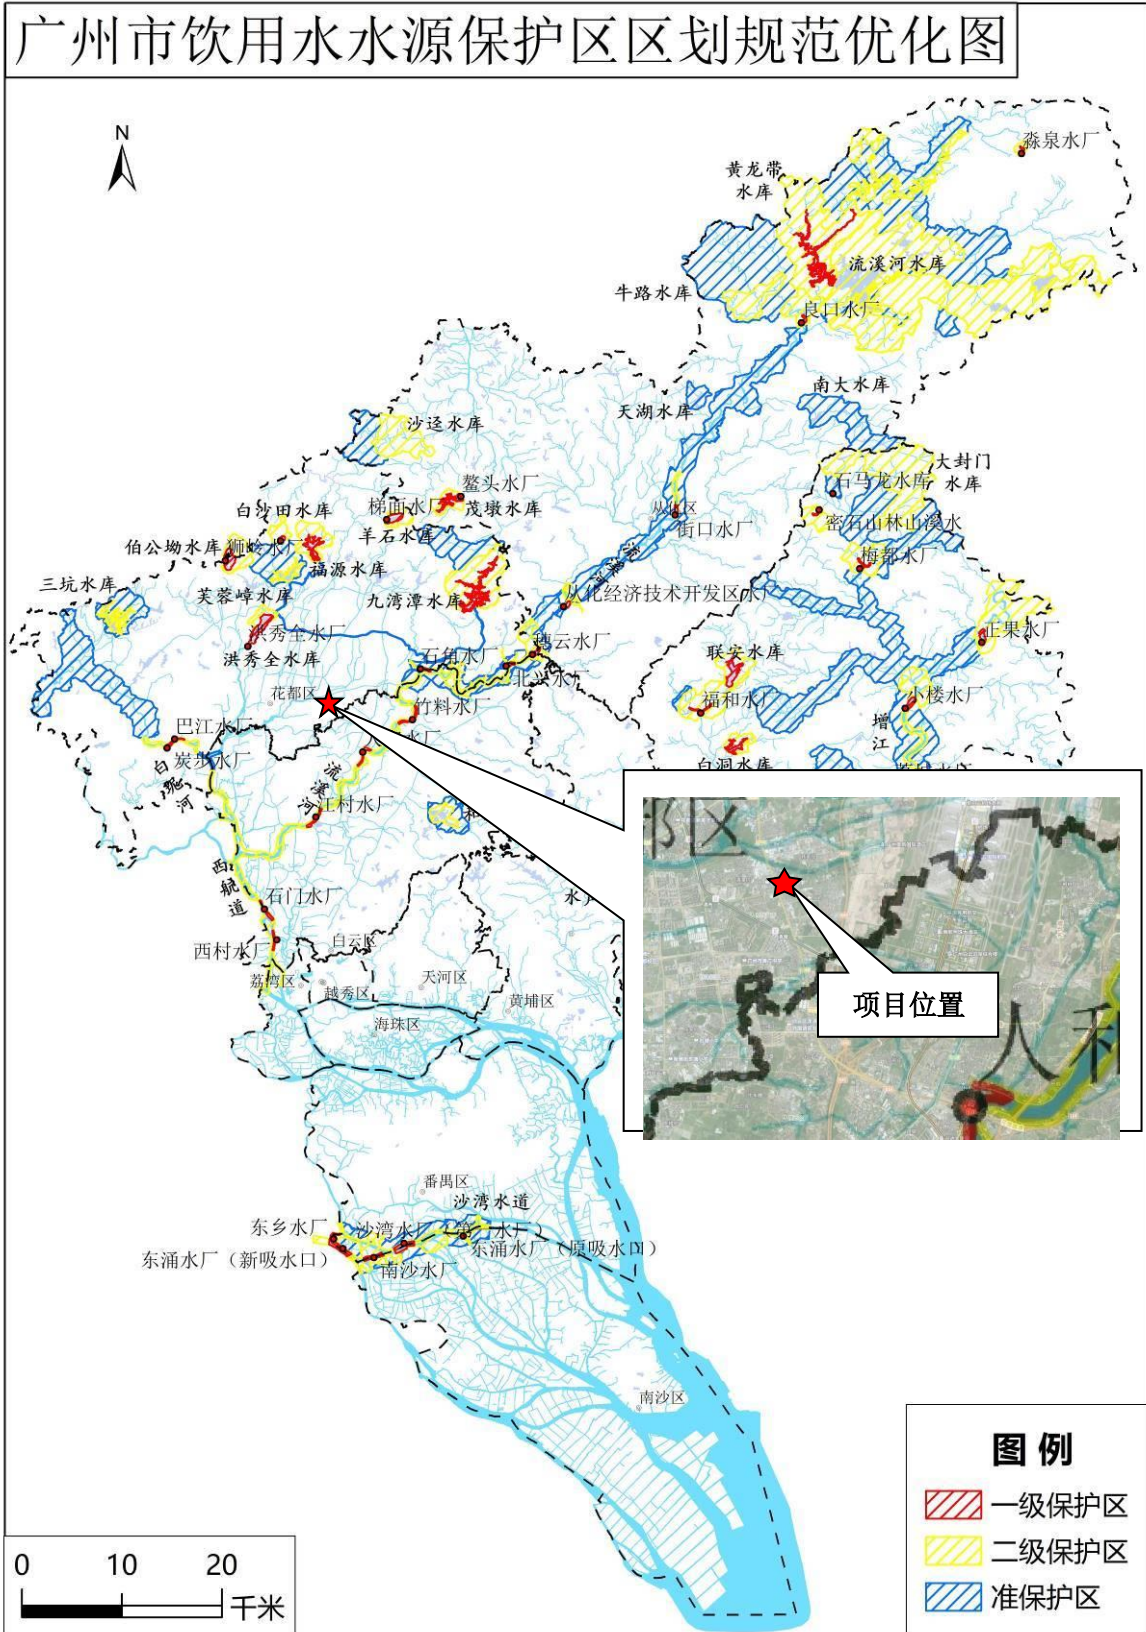 广州市饮用水水源保护区区划规范优化图
N
淼泉水厂
黄龙带
水库
流溪河水库
牛路水库
良口水厂
南大水库
天湖水库
沙迳水库
大封门
水库
石马龙水库
鳌头水厂
梯面水厂
茂墩水库
从化区
街口水厂
密石山林山溪水
白沙田水库
羊石水库
流溪河
伯公坳水库
狮岭水厂
梅都水厂
福源水库
三坑水库
芙蓉嶂水库
九湾潭水库
从化经济技术开发区水厂
洪秀全水厂
正果水厂
穗云水厂
洪秀全水库
石角水厂
北兴水厂
联安水库
花都区
福和水厂
小楼水厂
竹料水厂
巴江水厂
水厂
增江
炭步水厂
白坭河
流溪河
白洞水库
江村水厂
和
西航道
石门水厂
水厂
西村水厂
白云区
荔湾区
越秀区
天河区
黄埔区
海珠区
都区
项目位置
人和
番禺区
沙湾水道
东乡水厂
沙湾水厂
东涌水厂（原吸水口）
东涌水厂（新吸水口）
南沙水厂
南沙区
图例
一级保护区
二级保护区
准保护区
0 10 20
千米